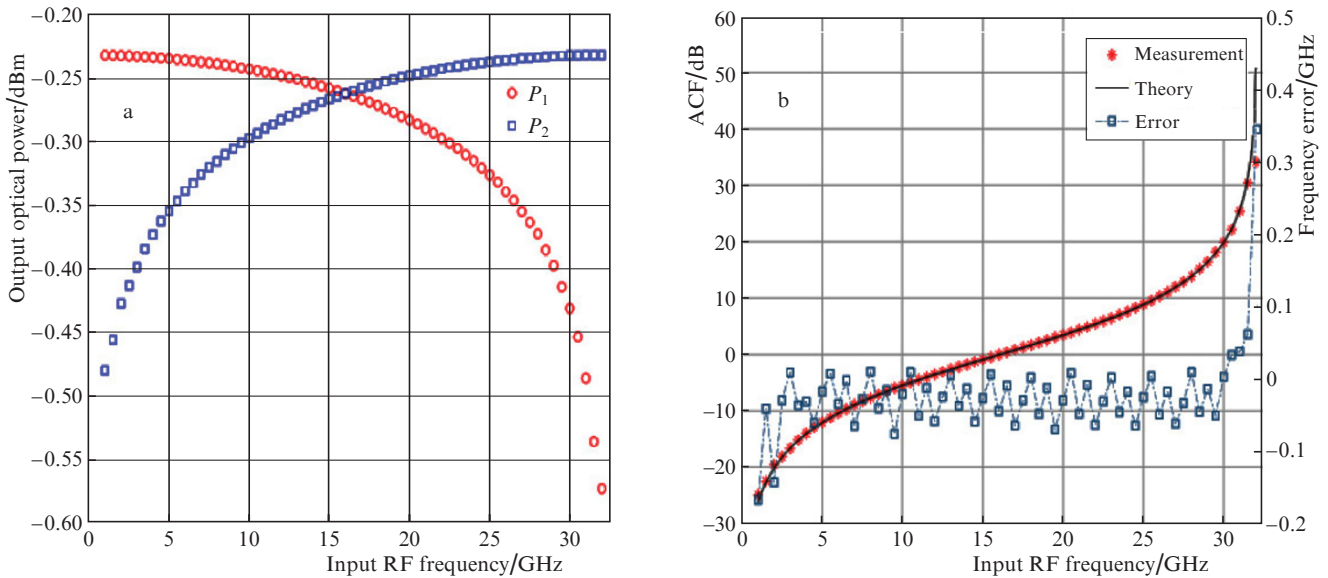 Output optical power/dBm
−0.20
−0.25
−0.30
−0.35
−0.40
−0.45
−0.50
−0.55
−0.60
a
P1
P2
0 5 10 15 20 25 30
Input RF frequency/GHz
ACF/dB
60
50
40
30
20
10
0
−10
−20
−30
b
Measurement
Theory
Error
0.5
0.4
0.3
0.2
0.1
0
−0.1
−0.2
Frequency error/GHz
0 5 10 15 20 25 30
Input RF frequency/GHz